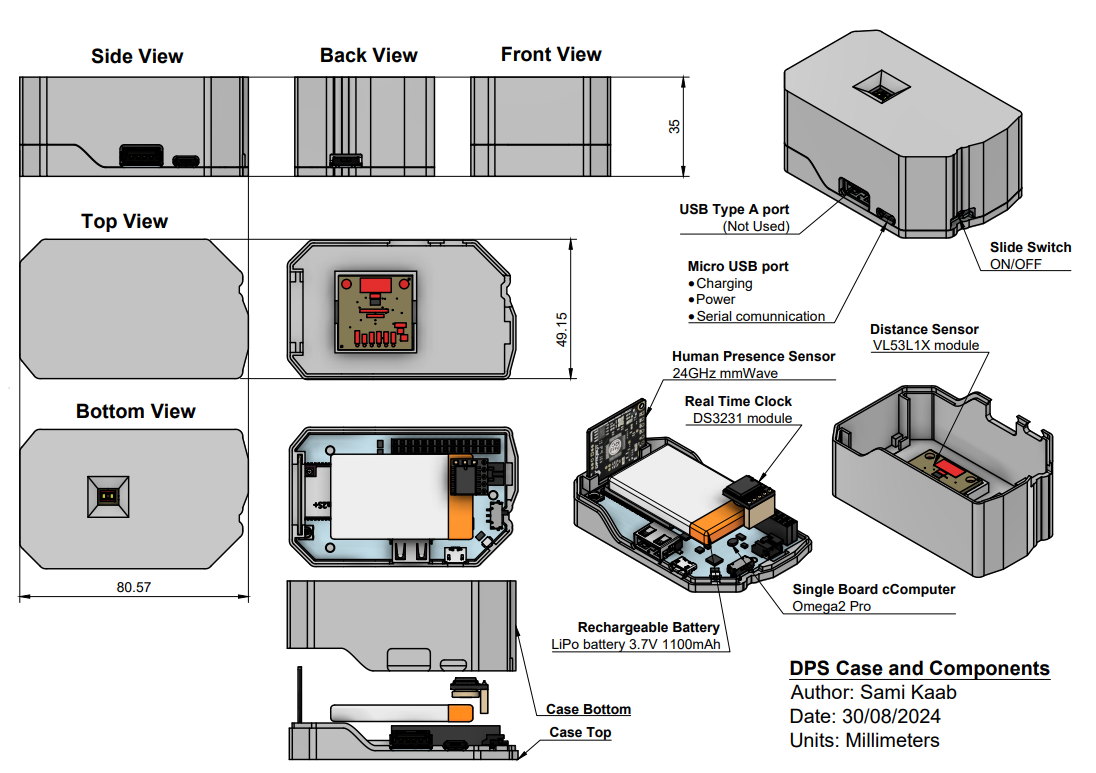 Side View
Back View
Front View
35
Top View
USB Type A port
(Not Used)
Slide Switch
ON/OFF
Micro USB port
•Charging
•Power
•Serial comunnication
49.15
Distance Sensor
VL53L1X module
Human Presence Sensor
24GHz mmWave
Real Time Clock
DS3231 module
Bottom View
80.57
Single Board cComputer
Omega2 Pro
Rechargeable Battery
LiPo battery 3.7V 1100mAh
Case Bottom
Case Top
DPS Case and Components
Author: Sami Kaab
Date: 30/08/2024
Units: Millimeters